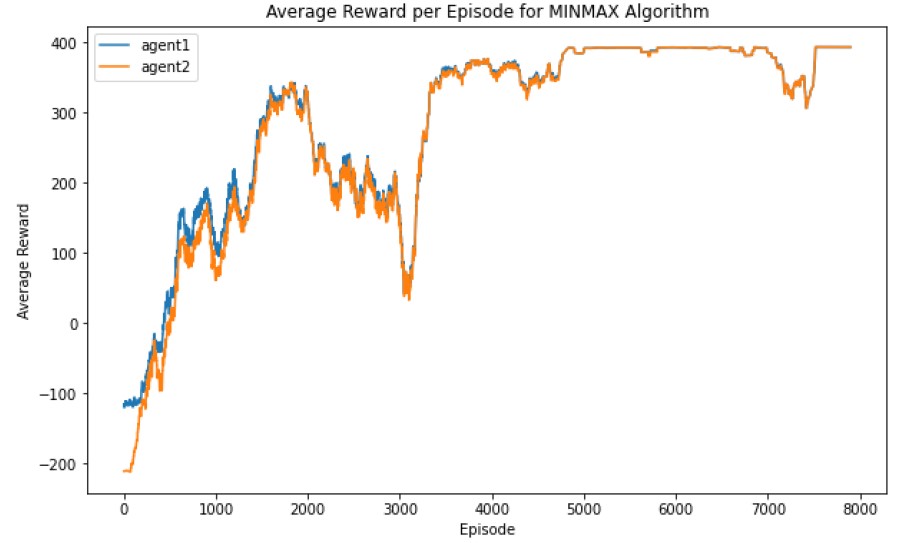 Average Reward per Episode for MINMAX Algorithm
agent1
agent2
400
300
200
100
0
−100
−200
Average Reward
0 1000 2000 3000 4000 5000 6000 7000 8000
Episode